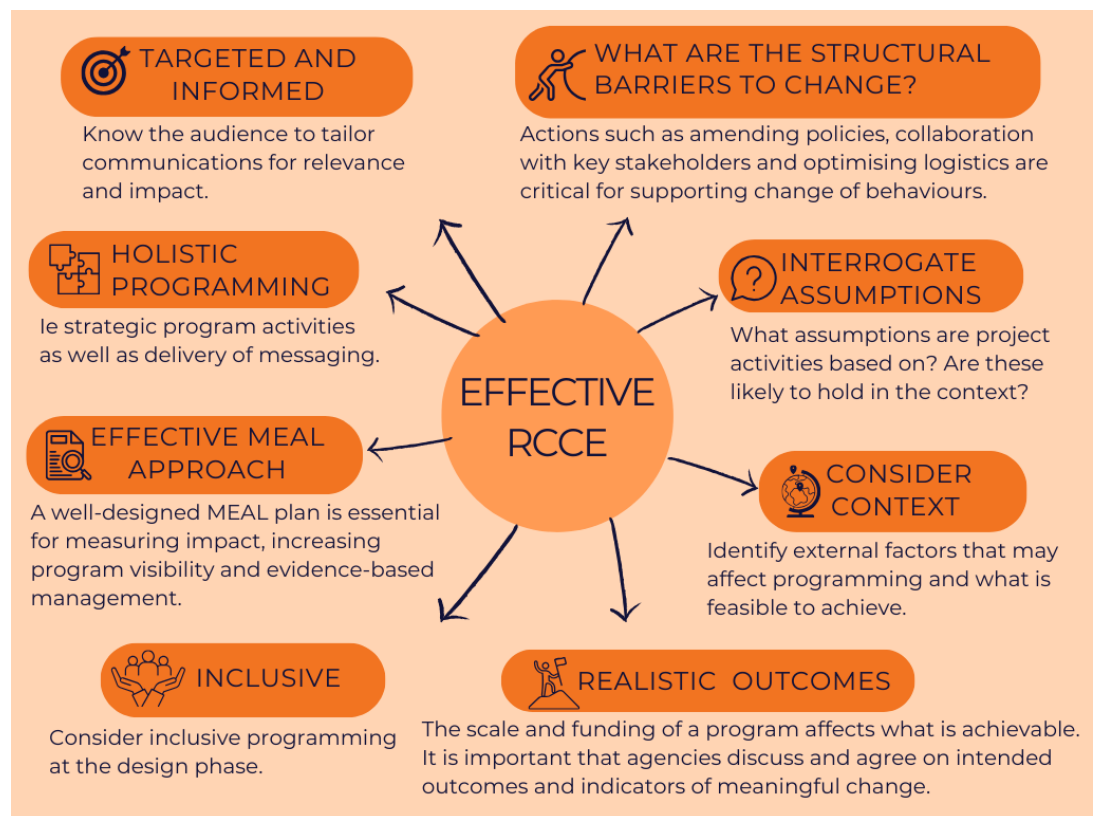 TARGETED AND
INFORMED
Know the audience to tailor
communications for relevance
and impact.
WHAT ARE THE STRUCTURAL
BARRIERS TO CHANGE?
Actions such as amending policies, collaboration
with key stakeholders and optimising logistics are
critical for supporting change of behaviours.
HOLISTIC
PROGRAMMING
Ie strategic program activities
as well as delivery of messaging.
INTERROGATE
ASSUMPTIONS
What assumptions are project
activities based on? Are these
likely to hold in the context?
EFFECTIVE
RCCE
EFFECTIVE MEAL
APPROACH
A well-designed MEAL plan is essential
for measuring impact, increasing
program visibility and evidence-based
management.
CONSIDER
CONTEXT
Identify external factors that may
affect programming and what is
feasible to achieve.
INCLUSIVE
Consider inclusive programming
at the design phase.
REALISTIC OUTCOMES
The scale and funding of a program affects what is achievable.
It is important that agencies discuss and agree on intended
outcomes and indicators of meaningful change.